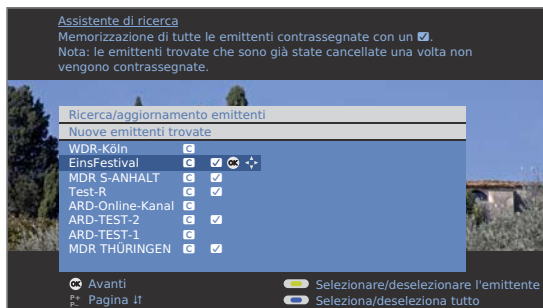 Assistente di ricerca
Memorizzazione di tutte le emittenti contrassegnate con un ☑.
Nota: le emittenti trovate che sono già state cancellate una volta non
vengono contrassegnate.
Ricerca/aggiornamento emittenti
Nuove emittenti trovate
WDR-Köln C
EinsFestival C ☑ OK
MDR S-ANHALT C ☑
Test-R C ☑
ARD-Online-Kanal C
ARD-TEST-2 C ☑
ARD-TEST-1 C
MDR THÜRINGEN C ☑
OK Avanti
P+ P– Pagina ↓↑
Selezionare/deselezionare l'emittente
Seleziona/deseleziona tutto